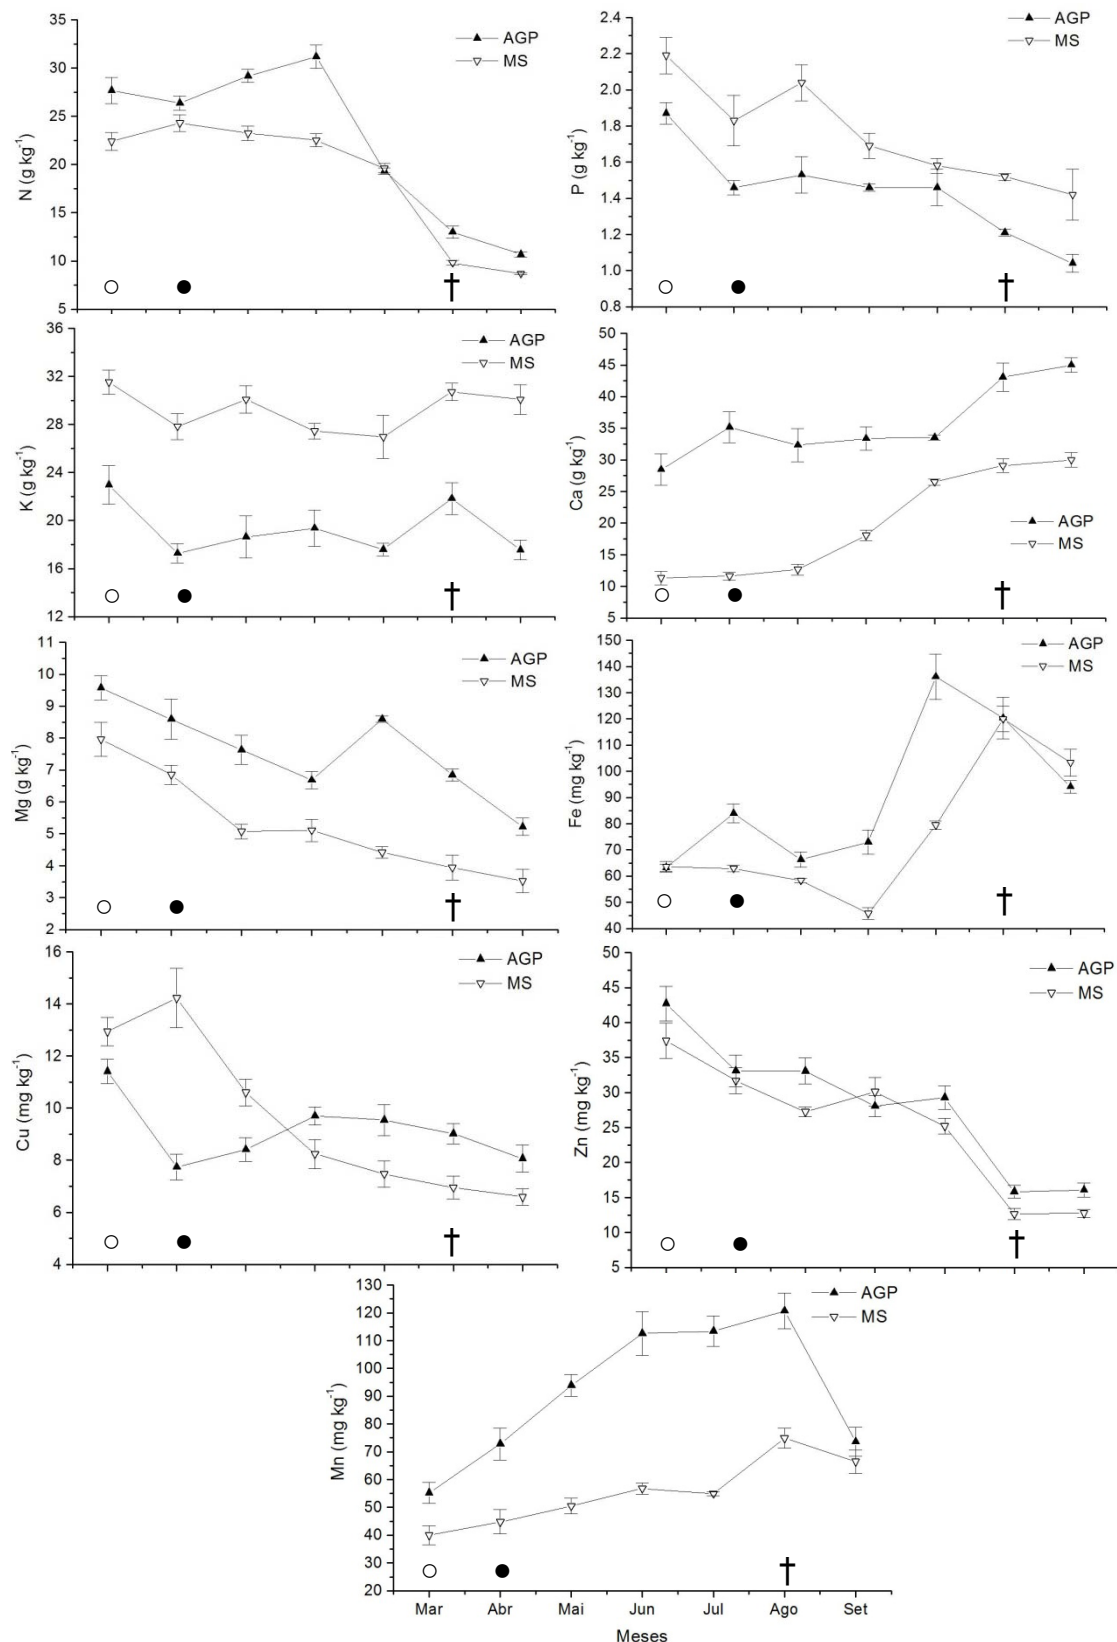 35
30
25
20
15
10
5
N (g kg⁻¹)
AGP
MS
2.4
2.2
2.0
1.8
1.6
1.4
1.2
1.0
0.8
P (g kg⁻¹)
AGP
MS
36
32
28
24
20
16
12
K (g kg⁻¹)
AGP
MS
50
45
40
35
30
25
20
15
10
5
Ca (g kg⁻¹)
AGP
MS
11
10
9
8
7
6
5
4
3
2
Mg (g kg⁻¹)
AGP
MS
150
140
130
120
110
100
90
80
70
60
50
40
Fe (mg kg⁻¹)
AGP
MS
16
14
12
10
8
6
4
Cu (mg kg⁻¹)
AGP
MS
50
45
40
35
30
25
20
15
10
5
Zn (mg kg⁻¹)
AGP
MS
130
120
110
100
90
80
70
60
50
40
30
20
Mn (mg kg⁻¹)
AGP
MS
Mar Abr Mai Jun Jul Ago Set
Meses